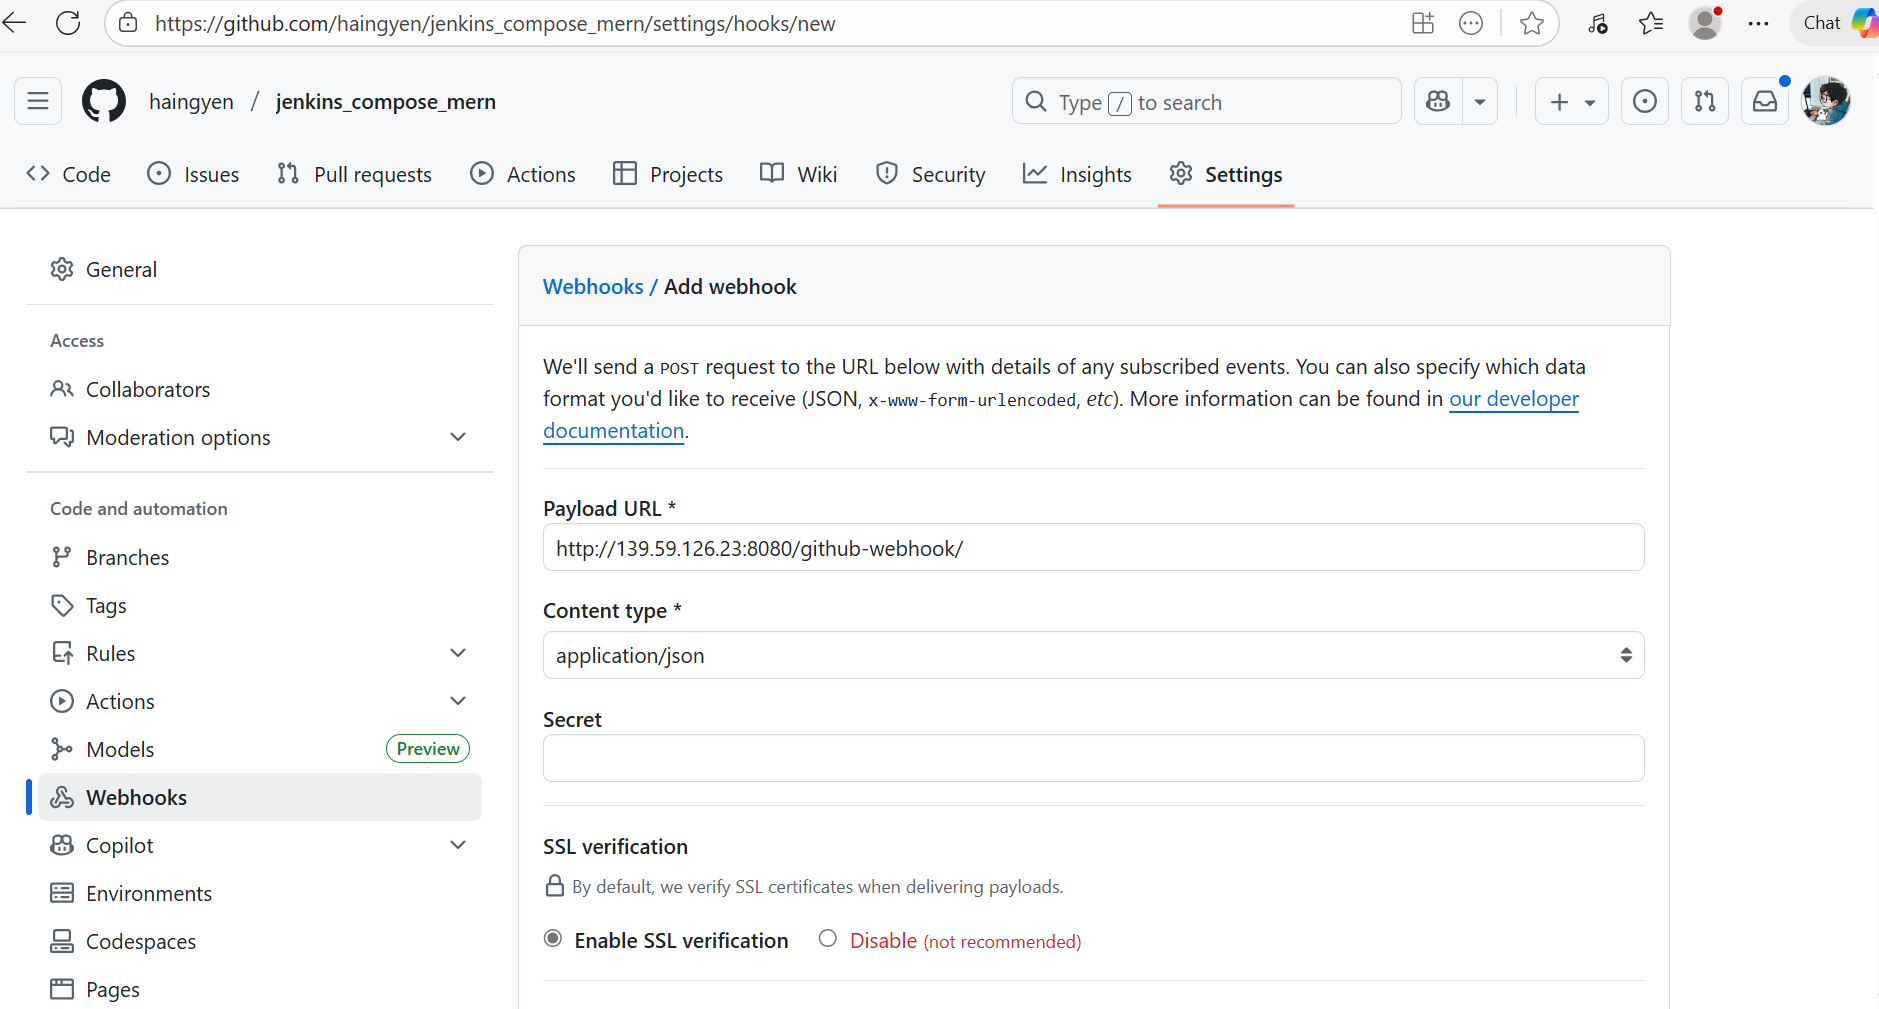 https://github.com/haingyen/jenkins_compose_mern/settings/hooks/new
Chat
haingyen / jenkins_compose_mern
Type / to search
Code
Issues
Pull requests
Actions
Projects
Wiki
Security
Insights
Settings
General
Access
Collaborators
Moderation options
Code and automation
Branches
Tags
Rules
Actions
Models
Preview
Webhooks
Copilot
Environments
Codespaces
Pages
Webhooks / Add webhook
We'll send a POST request to the URL below with details of any subscribed events. You can also specify which data
format you'd like to receive (JSON, x-www-form-urlencoded, etc). More information can be found in our developer
documentation.
Payload URL *
http://139.59.126.23:8080/github-webhook/
Content type *
application/json
Secret
SSL verification
By default, we verify SSL certificates when delivering payloads.
Enable SSL verification
Disable (not recommended)